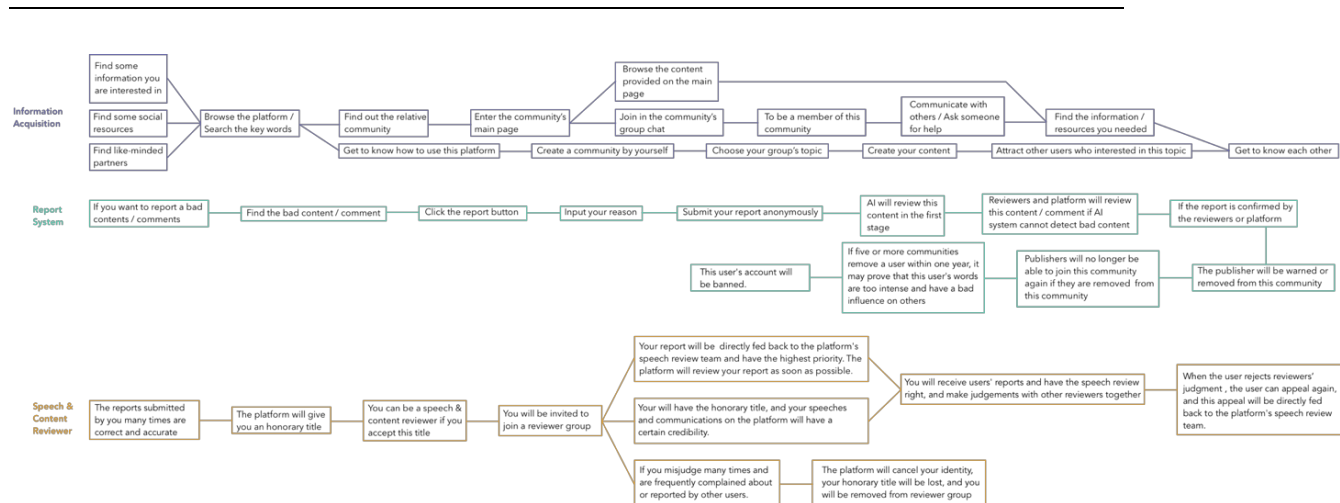 Information
Acquisition
Find some
information you
are interested in
Find some social
resources
Find like-minded
partners
Browse the platform /
Search the key words
Find out the relative
community
Enter the community's
main page
Browse the content
provided on the main
page
Join in the community's
group chat
To be a member of this
community
Communicate with
others / Ask someone
for help
Find the information /
resources you needed
Get to know how to use this platform
Create a community by yourself
Choose your group's topic
Create your content
Attract other users who interested in this topic
Get to know each other
Report
System
If you want to report a bad
contents / comments
Find the bad content / comment
Click the report button
Input your reason
Submit your report anonymously
AI will review this
content in the first
stage
Reviewers and platform will review
this content / comment if AI
system cannot detect bad content
If the report is confirmed by
the reviewers or platform
The publisher will be warned or
removed from this community
Publishers will no longer be
able to join this community
again if they are removed from
this community
If five or more communities
remove a user within one year, it
may prove that this user's words
are too intense and have a bad
influence on others
This user's account will
be banned.
Speech &
Content
Reviewer
The reports submitted
by you many times are
correct and accurate
The platform will give
you an honorary title
You can be a speech &
content reviewer if you
accept this title
You will be invited to
join a reviewer group
Your report will be directly fed back to the platform's
speech review team and have the highest priority. The
platform will review your report as soon as possible.
Your will have the honorary title, and your speeches
and communications on the platform will have a
certain credibility.
If you misjudge many times and
are frequently complained about
or reported by other users.
The platform will cancel your identity,
your honorary title will be lost, and you
will be removed from reviewer group
You will receive users' reports and have the speech review
right, and make judgements with other reviewers together
When the user rejects reviewers'
judgment , the user can appeal again,
and this appeal will be directly fed
back to the platform's speech review
team.